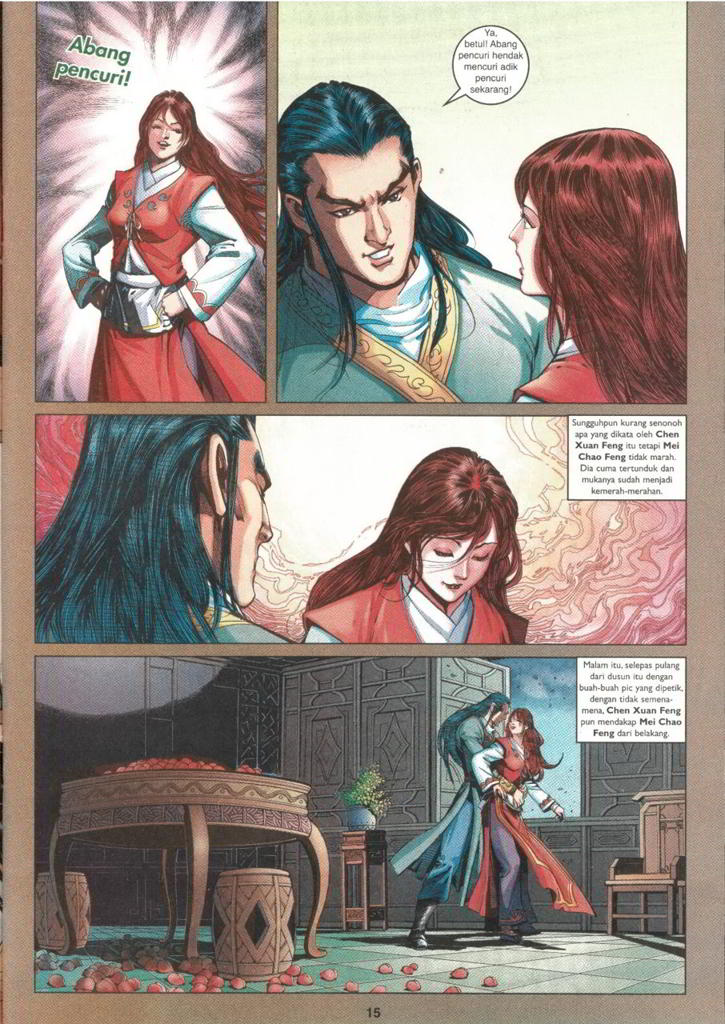 Abang
pencuri!
Ya,
betul! Abang
pencuri hendak
mencuri adik
pencuri
sekarang!
Sungguhpun kurang senonoh
apa yang dikata oleh Chen
Xuan Feng itu tetapi Mei
Chao Feng tidak marah.
Dia cuma tertunduk dan
mukanya sudah menjadi
kemerah-merahan.
Malam itu, selepas pulang
dari dusun itu dengan
buah-buah pic yang dipetik,
dengan tidak semena-
mena, Chen Xuan Feng
pun mendakap Mei Chao
Feng dari belakang.
15